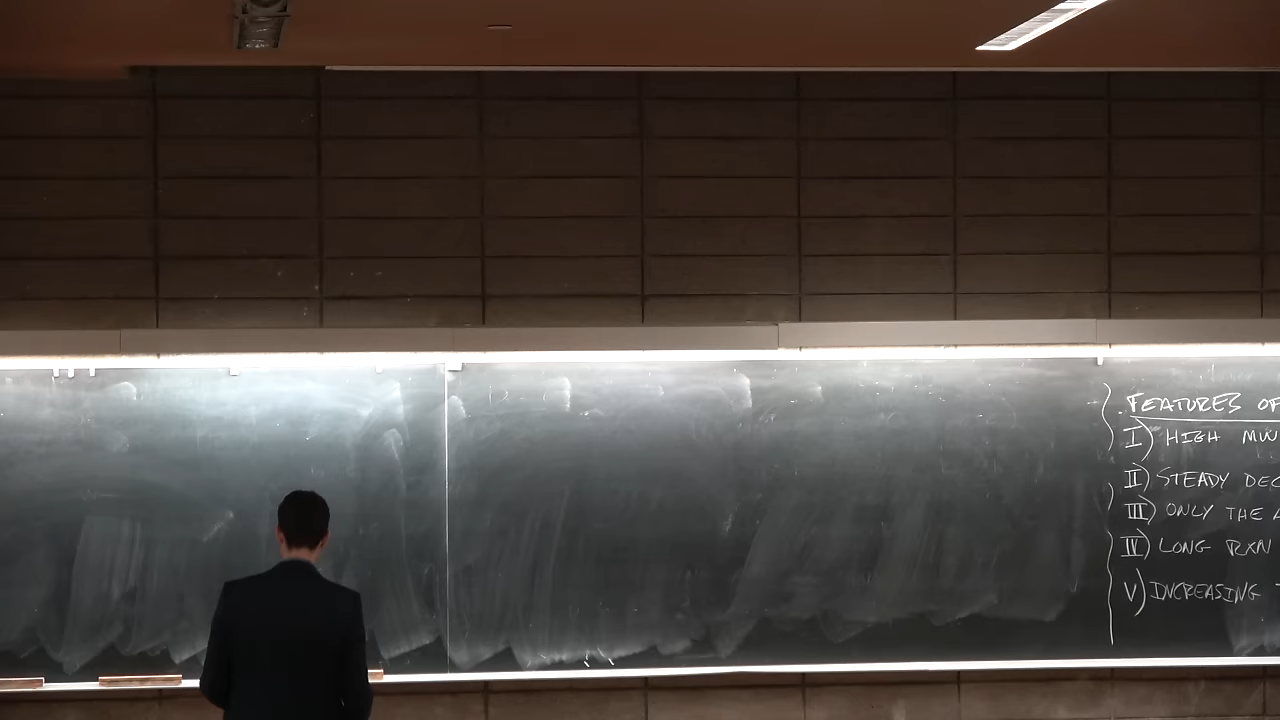 FEATURES OF
I) HIGH MW
II) STEADY DEC
III) ONLY THE A
IV) LONG RXN
V) INCREASING